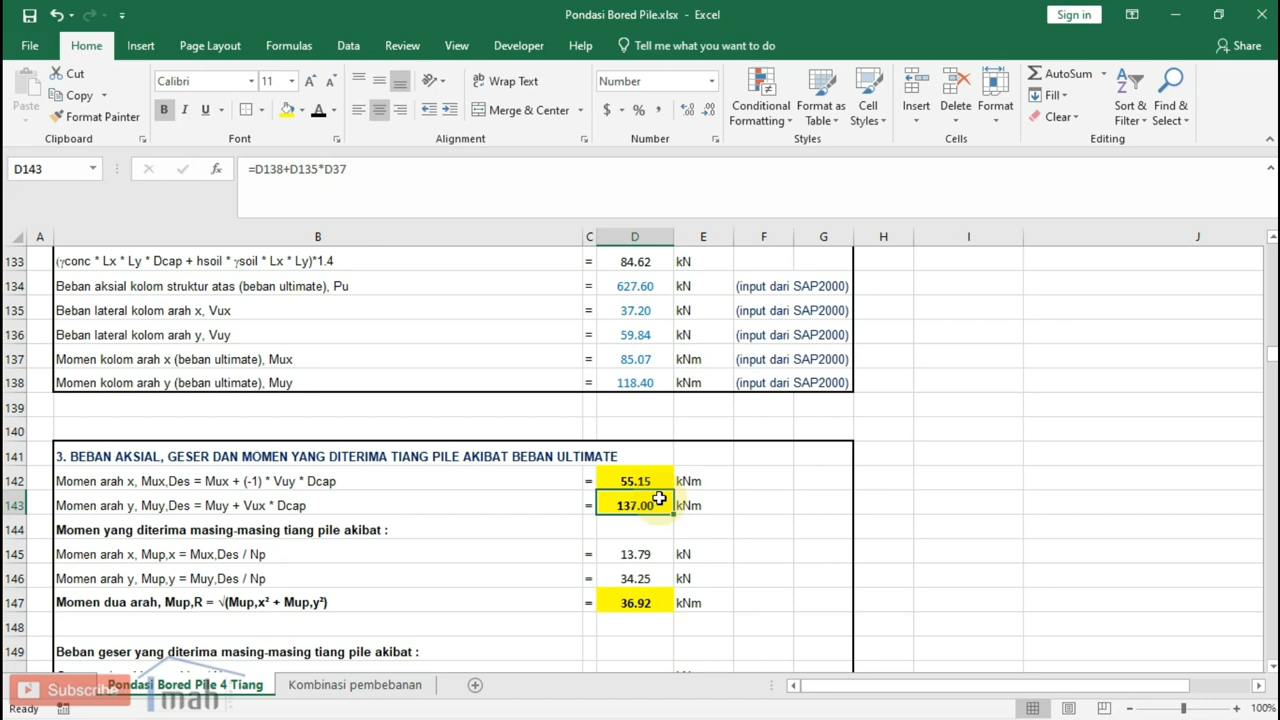 Pondasi Bored Pile.xlsx - Excel
Sign in
File Home Insert Page Layout Formulas Data Review View Developer Help Tell me what you want to do Share
Paste Cut Copy Format Painter
Calibri 11
B I U A
Wrap Text
Merge & Center
Number
$ % ,
Conditional Formatting
Format as Table
Cell Styles
Insert Delete Format
AutoSum
Fill
Clear
Sort & Filter
Find & Select
Clipboard Font Alignment Number Styles Cells Editing
D143 fx =D138+D135*D37
A B C D E F G H I J
133 (γconc * Lx * Ly * Dcap + hsoil * γsoil * Lx * Ly)*1.4 = 84.62 kN
134 Beban aksial kolom struktur atas (beban ultimate), Pu = 627.60 kN (input dari SAP2000)
135 Beban lateral kolom arah x, Vux = 37.20 kN (input dari SAP2000)
136 Beban lateral kolom arah y, Vuy = 59.84 kN (input dari SAP2000)
137 Momen kolom arah x (beban ultimate), Mux = 85.07 kNm (input dari SAP2000)
138 Momen kolom arah y (beban ultimate), Muy = 118.40 kNm (input dari SAP2000)
139
140
141 3. BEBAN AKSIAL, GESER DAN MOMEN YANG DITERIMA TIANG PILE AKIBAT BEBAN ULTIMATE
142 Momen arah x, Mux,Des = Mux + (-1) * Vuy * Dcap = 55.15 kNm
143 Momen arah y, Muy,Des = Muy + Vux * Dcap = 137.00 kNm
144 Momen yang diterima masing-masing tiang pile akibat :
145 Momen arah x, Mup,x = Mux,Des / Np = 13.79 kN
146 Momen arah y, Mup,y = Muy,Des / Np = 34.25 kN
147 Momen dua arah, Mup,R = √(Mup,x² + Mup,y²) = 36.92 kNm
148
149 Beban geser yang diterima masing-masing tiang pile akibat :
Subscribe
Imah
Pondasi Bored Pile 4 Tiang Kombinasi pembebanan
Ready 100%